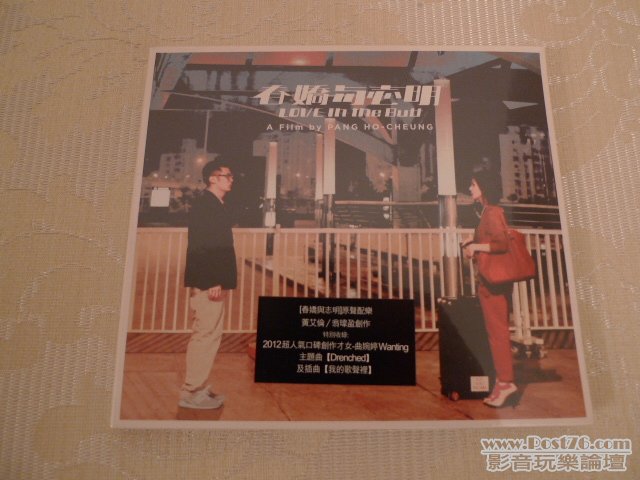 春嬌與志明
LOVE In the Buff
A Film by PANG HO-CHEUNG
[春嬌與志明]原聲配樂
黃艾倫／翁瑋盈創作
特別收錄:
2012超人氣口碑創作才女-曲婉婷Wanting
主題曲【Drenched】
及插曲【我的歌聲裡】
www.Post76.com
影音玩樂論壇